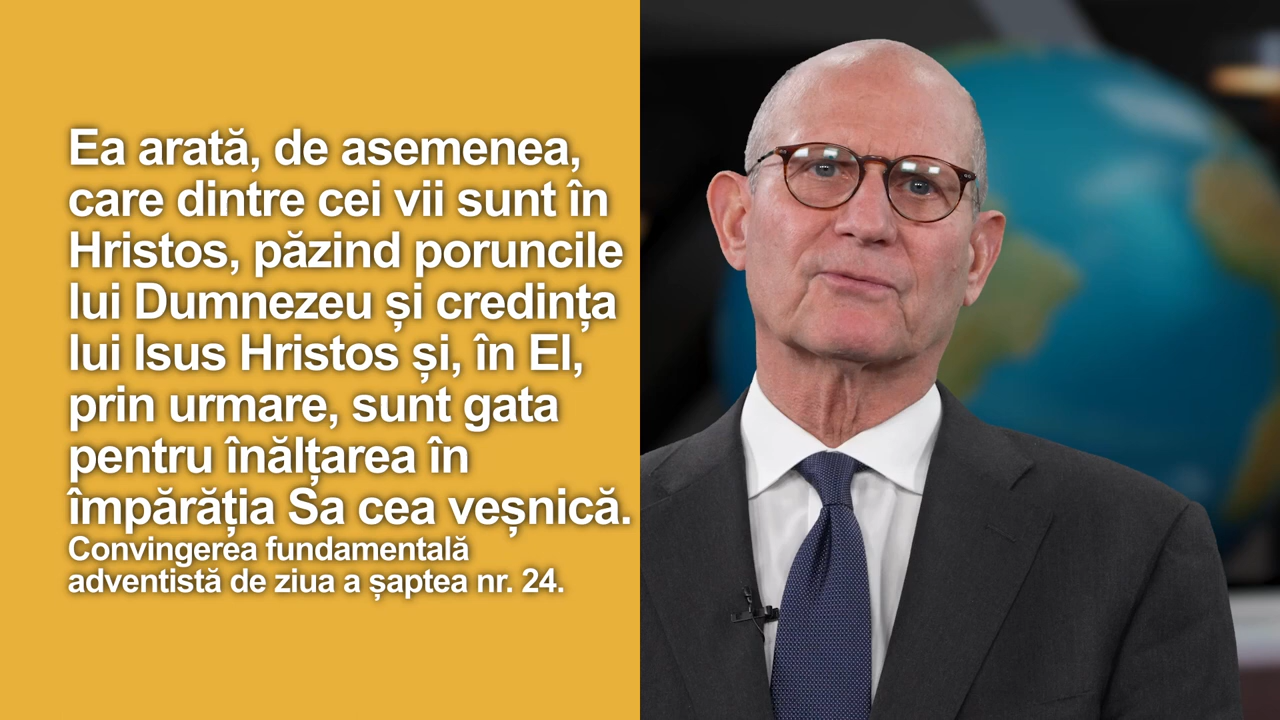 Ea arată, de asemenea,
care dintre cei vii sunt în
Hristos, păzind poruncile
lui Dumnezeu și credința
lui Isus Hristos și, în El,
prin urmare, sunt gata
pentru înălțarea în
împărăția Sa cea veșnică.
Convingerea fundamentală
adventistă de ziua a șaptea nr. 24.